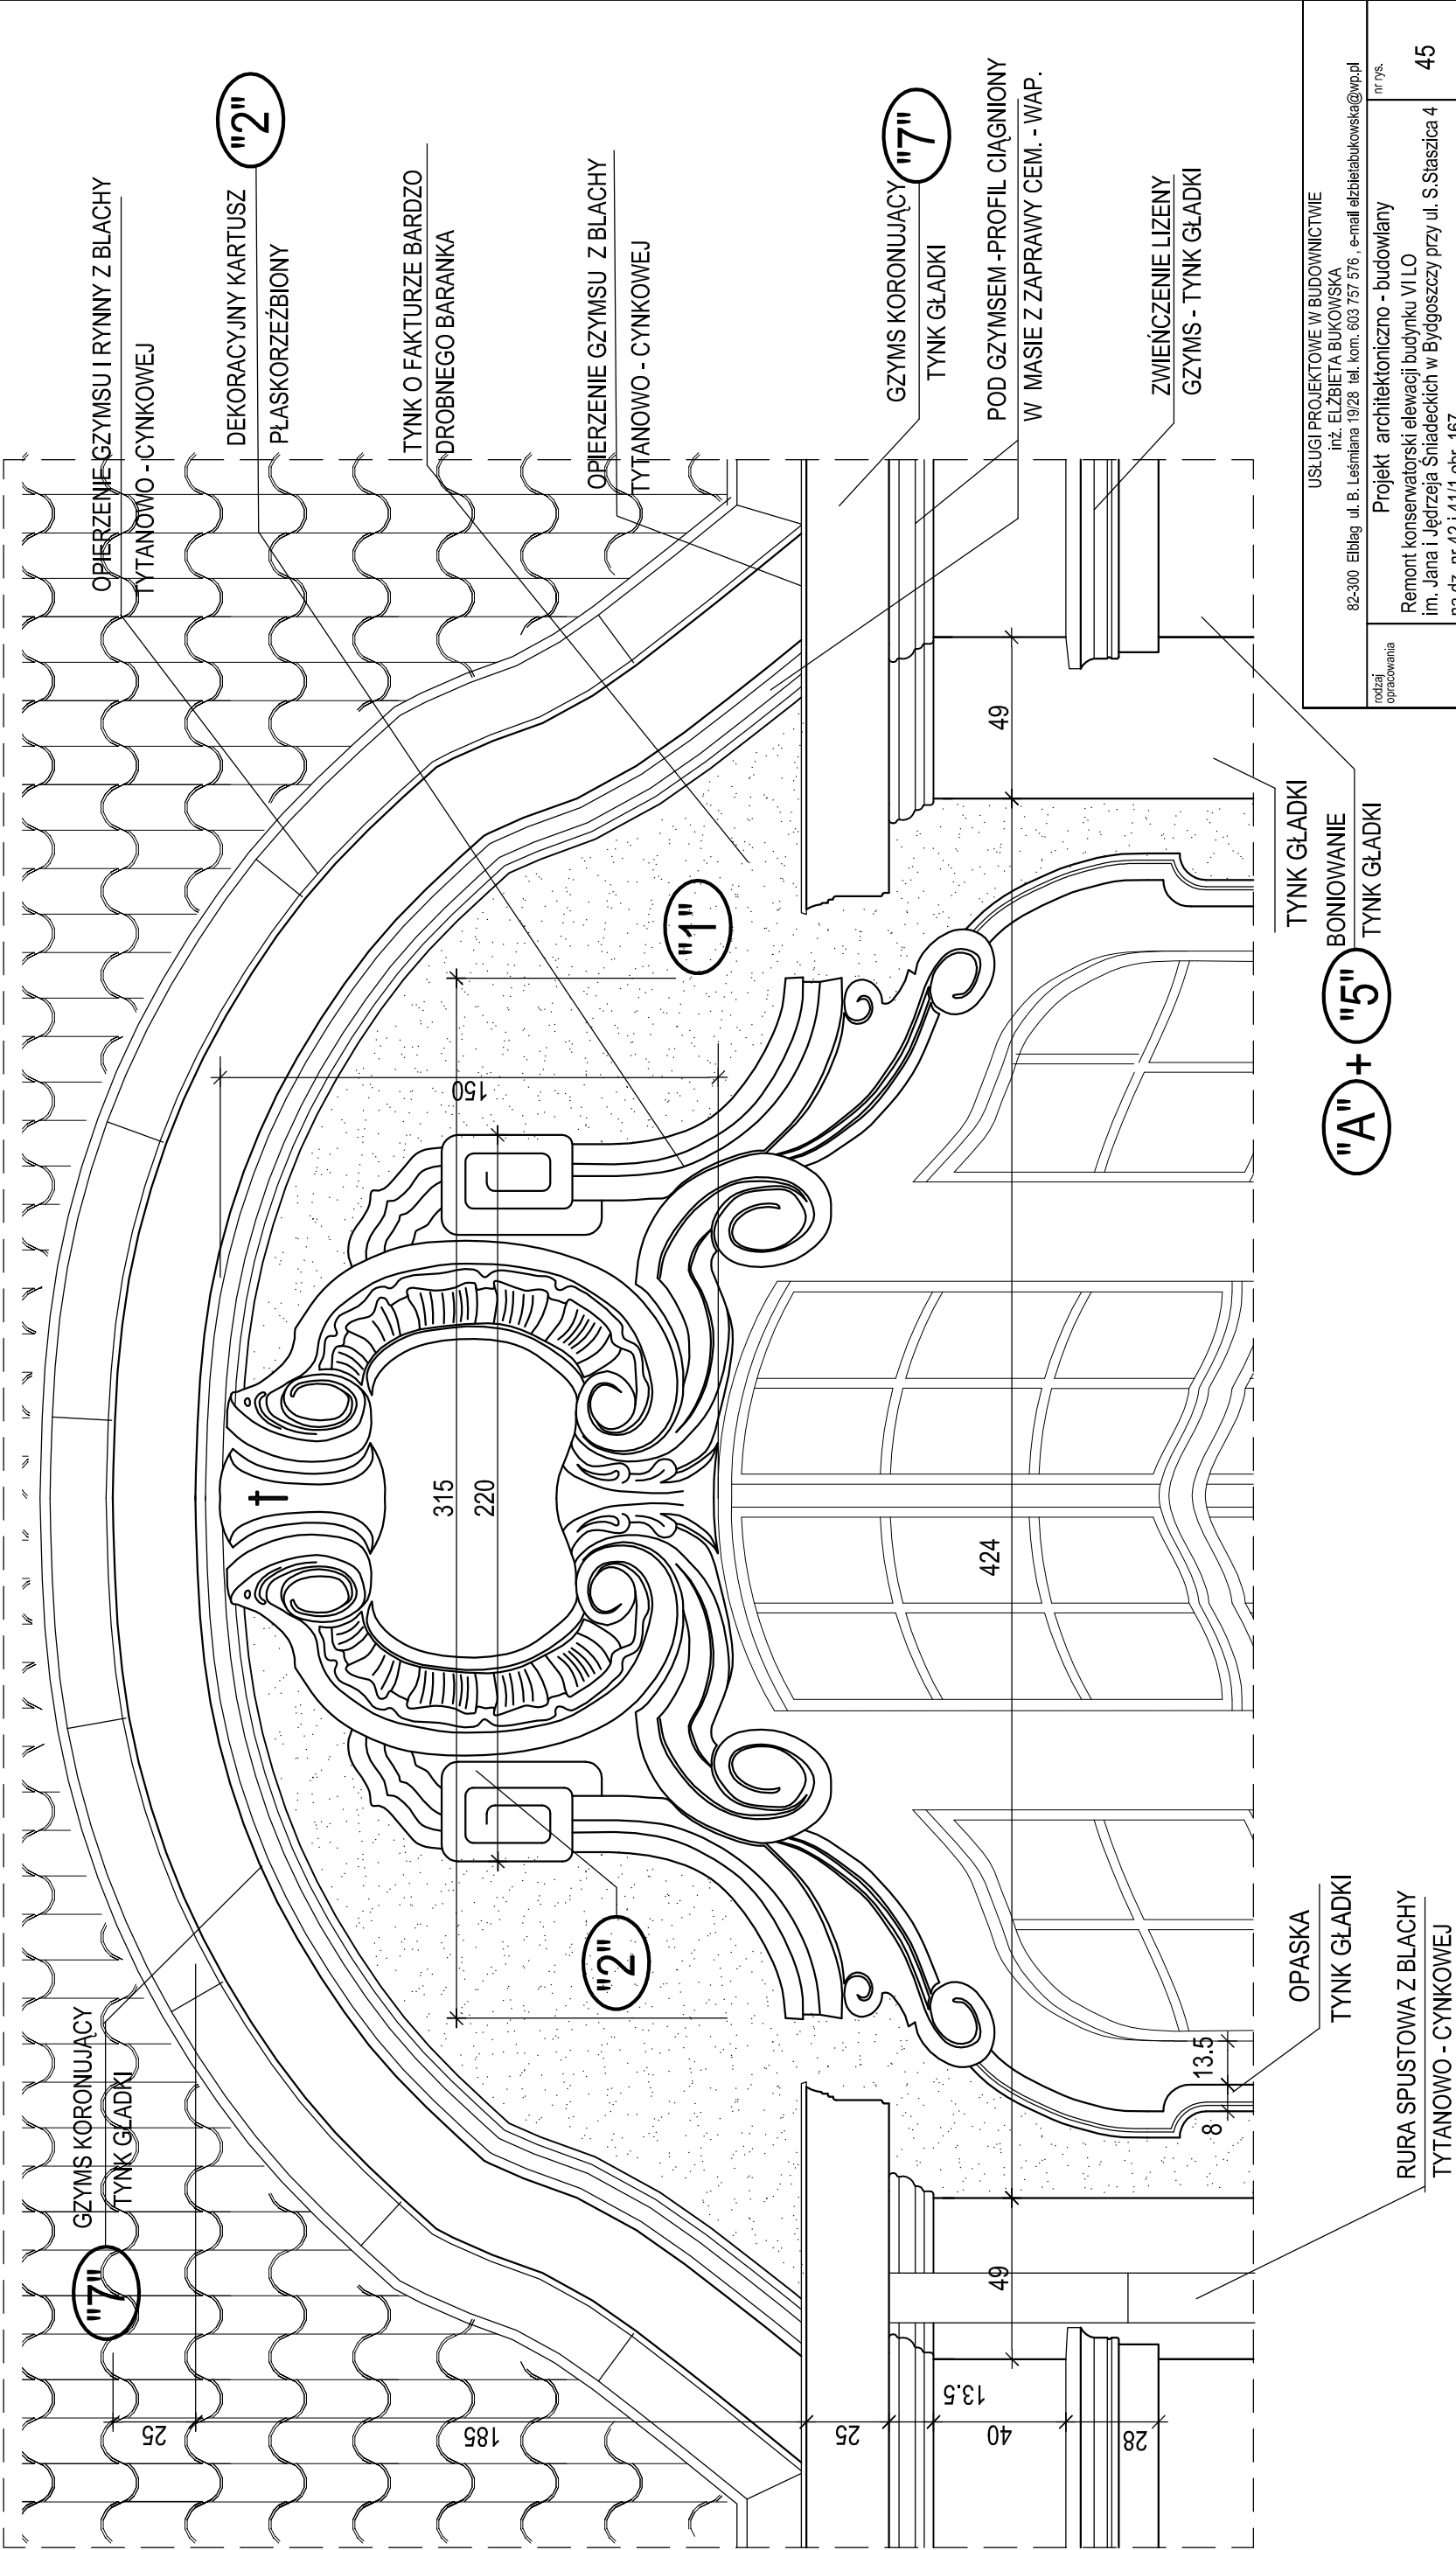 OPIERZENIE GZYMSU I RYNNY Z BLACHY
TYTANOWO - CYNKOWEJ
"2"
DEKORACYJNY KARTUSZ
PŁASKORZEŹBIONY
TYNK O FAKTURZE BARDZO
DROBNEGO BARANKA
OPIERZENIE GZYMSU Z BLACHY
TYTANOWO - CYNKOWEJ
"7"
GZYMS KORONUJĄCY
TYNK GŁADKI
POD GZYMSEM -PROFIL CIĄGNIONY
W MASIE Z ZAPRAWY CEM. - WAP.
ZWIEŃCZENIE LIZENY
GZYMS - TYNK GŁADKI
"7"
GZYMS KORONUJĄCY
TYNK GŁADKI
"1"
"2"
150
315
220
424
49
49
25
185
25
13.5
40
28
13.5
8
TYNK GŁADKI
"A" + "5"
BONIOWANIE
TYNK GŁADKI
OPASKA
TYNK GŁADKI
RURA SPUSTOWA Z BLACHY
TYTANOWO - CYNKOWEJ
USŁUGI PROJEKTOWE W BUDOWNICTWIE
inż. ELŻBIETA BUKOWSKA
82-300 Elbląg ul. B. Leśmiana 19/28 tel. kom. 603 757 576 , e-mail elzbietabukowska@wp.pl
rodzaj
opracowania
Projekt architektoniczno - budowlany
Remont konserwatorski elewacji budynku VI LO
im. Jana i Jędrzeja Śniadeckich w Bydgoszczy przy ul. S.Staszica 4
nr rys.
45